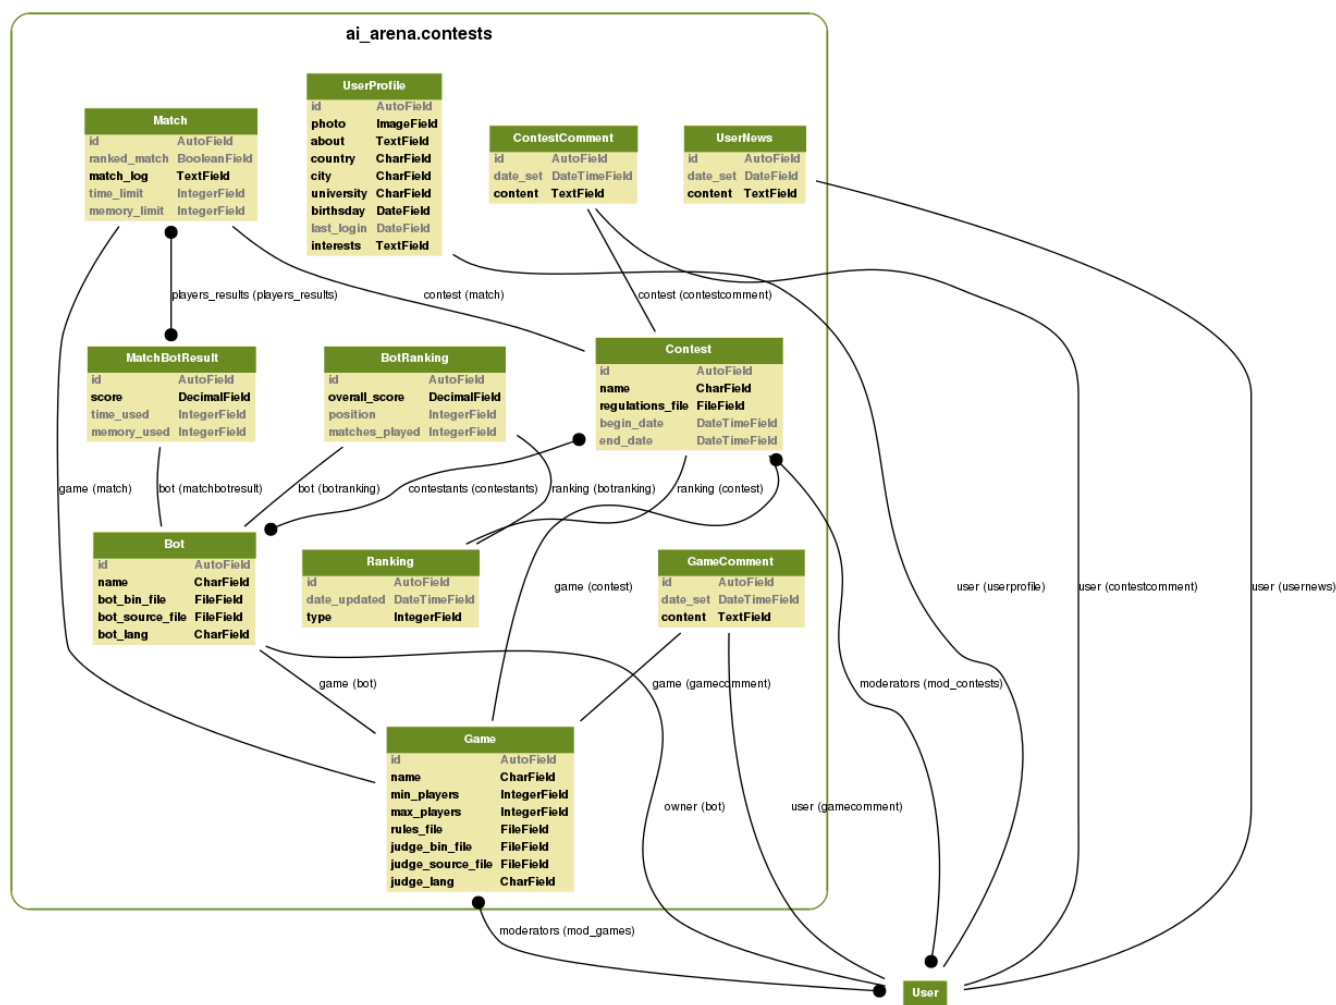 ai_arena.contests
UserProfile
id AutoField
photo ImageField
about TextField
country CharField
city CharField
university CharField
birthsday DateField
last_login DateField
interests TextField
Match
id AutoField
ranked_match BooleanField
match_log TextField
time_limit IntegerField
memory_limit IntegerField
ContestComment
id AutoField
date_set DateTimeField
content TextField
UserNews
id AutoField
date_set DateField
content TextField
players_results (players_results)
contest (match)
contest (contestcomment)
MatchBotResult
id AutoField
score DecimalField
time_used IntegerField
memory_used IntegerField
BotRanking
id AutoField
overall_score DecimalField
position IntegerField
matches_played IntegerField
Contest
id AutoField
name CharField
regulations_file FileField
begin_date DateTimeField
end_date DateTimeField
game (match)
bot (matchbotresult)
bot (botranking)
contestants (contestants)
ranking (botranking)
ranking (contest)
Bot
id AutoField
name CharField
bot_bin_file FileField
bot_source_file FileField
bot_lang CharField
Ranking
id AutoField
date_updated DateTimeField
type IntegerField
game (contest)
GameComment
id AutoField
date_set DateTimeField
content TextField
user (userprofile)
user (contestcomment)
user (usernews)
game (bot)
game (gamecomment)
moderators (mod_contests)
Game
id AutoField
name CharField
min_players IntegerField
max_players IntegerField
rules_file FileField
judge_bin_file FileField
judge_source_file FileField
judge_lang CharField
owner (bot)
user (gamecomment)
moderators (mod_games)
User